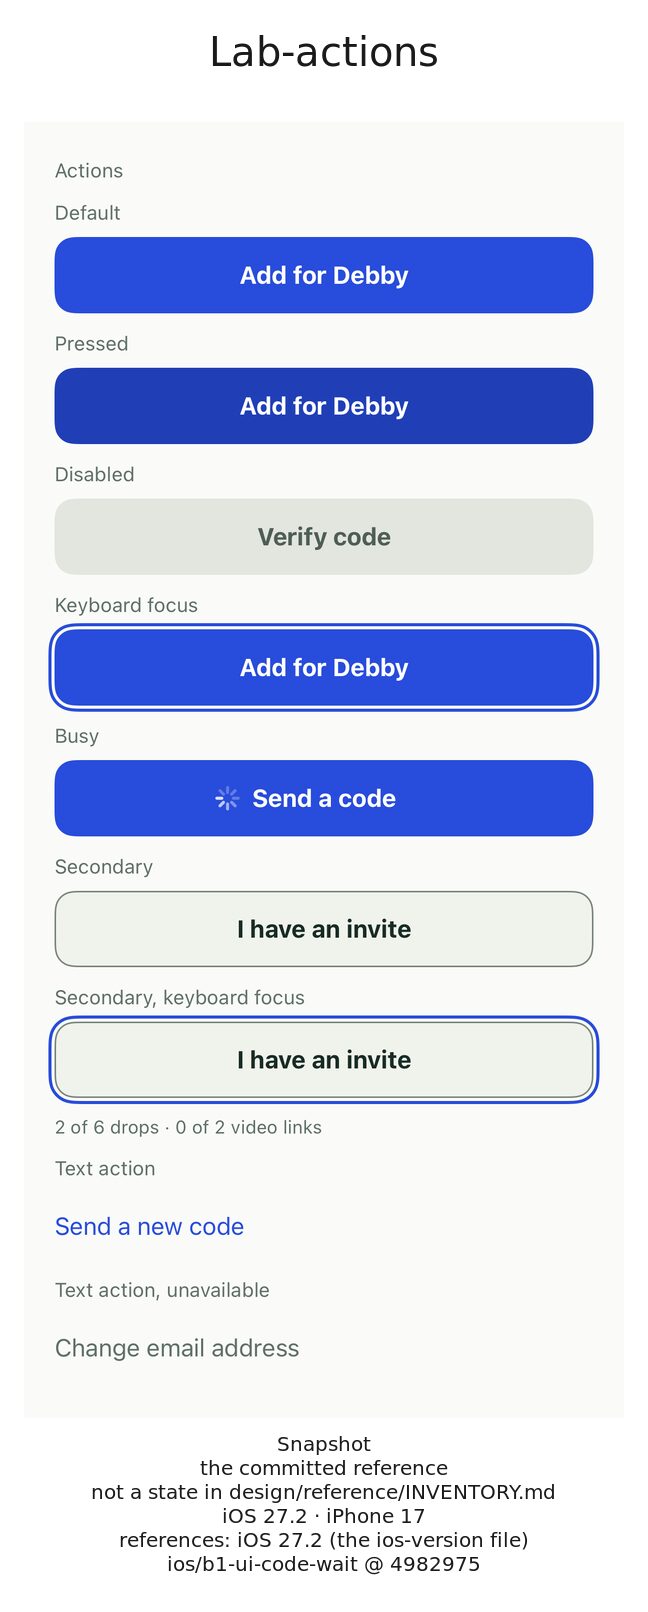 Lab-actions
Actions
Default
Add for Debby
Pressed
Add for Debby
Disabled
Verify code
Keyboard focus
Add for Debby
Busy
Send a code
Secondary
I have an invite
Secondary, keyboard focus
I have an invite
2 of 6 drops · 0 of 2 video links
Text action
Send a new code
Text action, unavailable
Change email address
Snapshot
the committed reference
not a state in design/reference/INVENTORY.md
iOS 27.2 · iPhone 17
references: iOS 27.2 (the ios-version file)
ios/b1-ui-code-wait @ 4982975